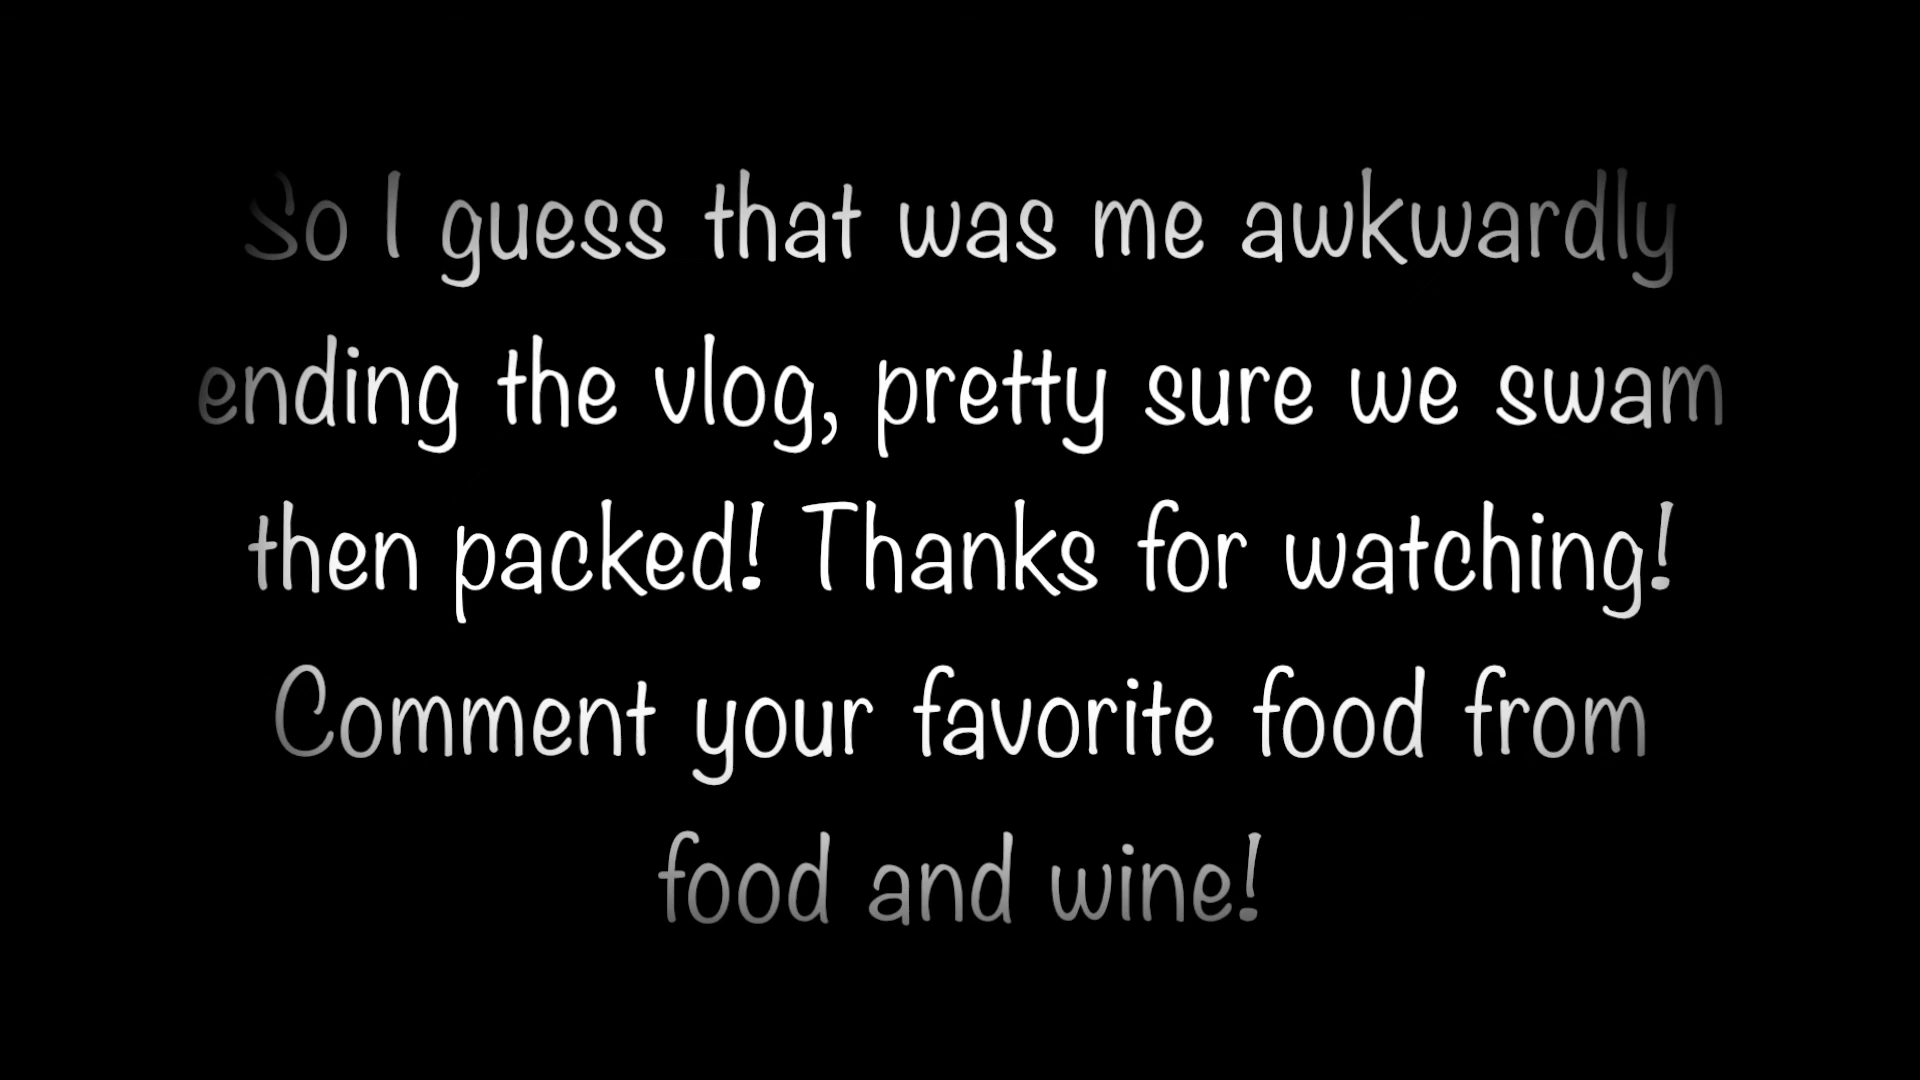 So I guess that was me awkwardly
ending the vlog, pretty sure we swam
then packed! Thanks for watching!
Comment your favorite food from
food and wine!